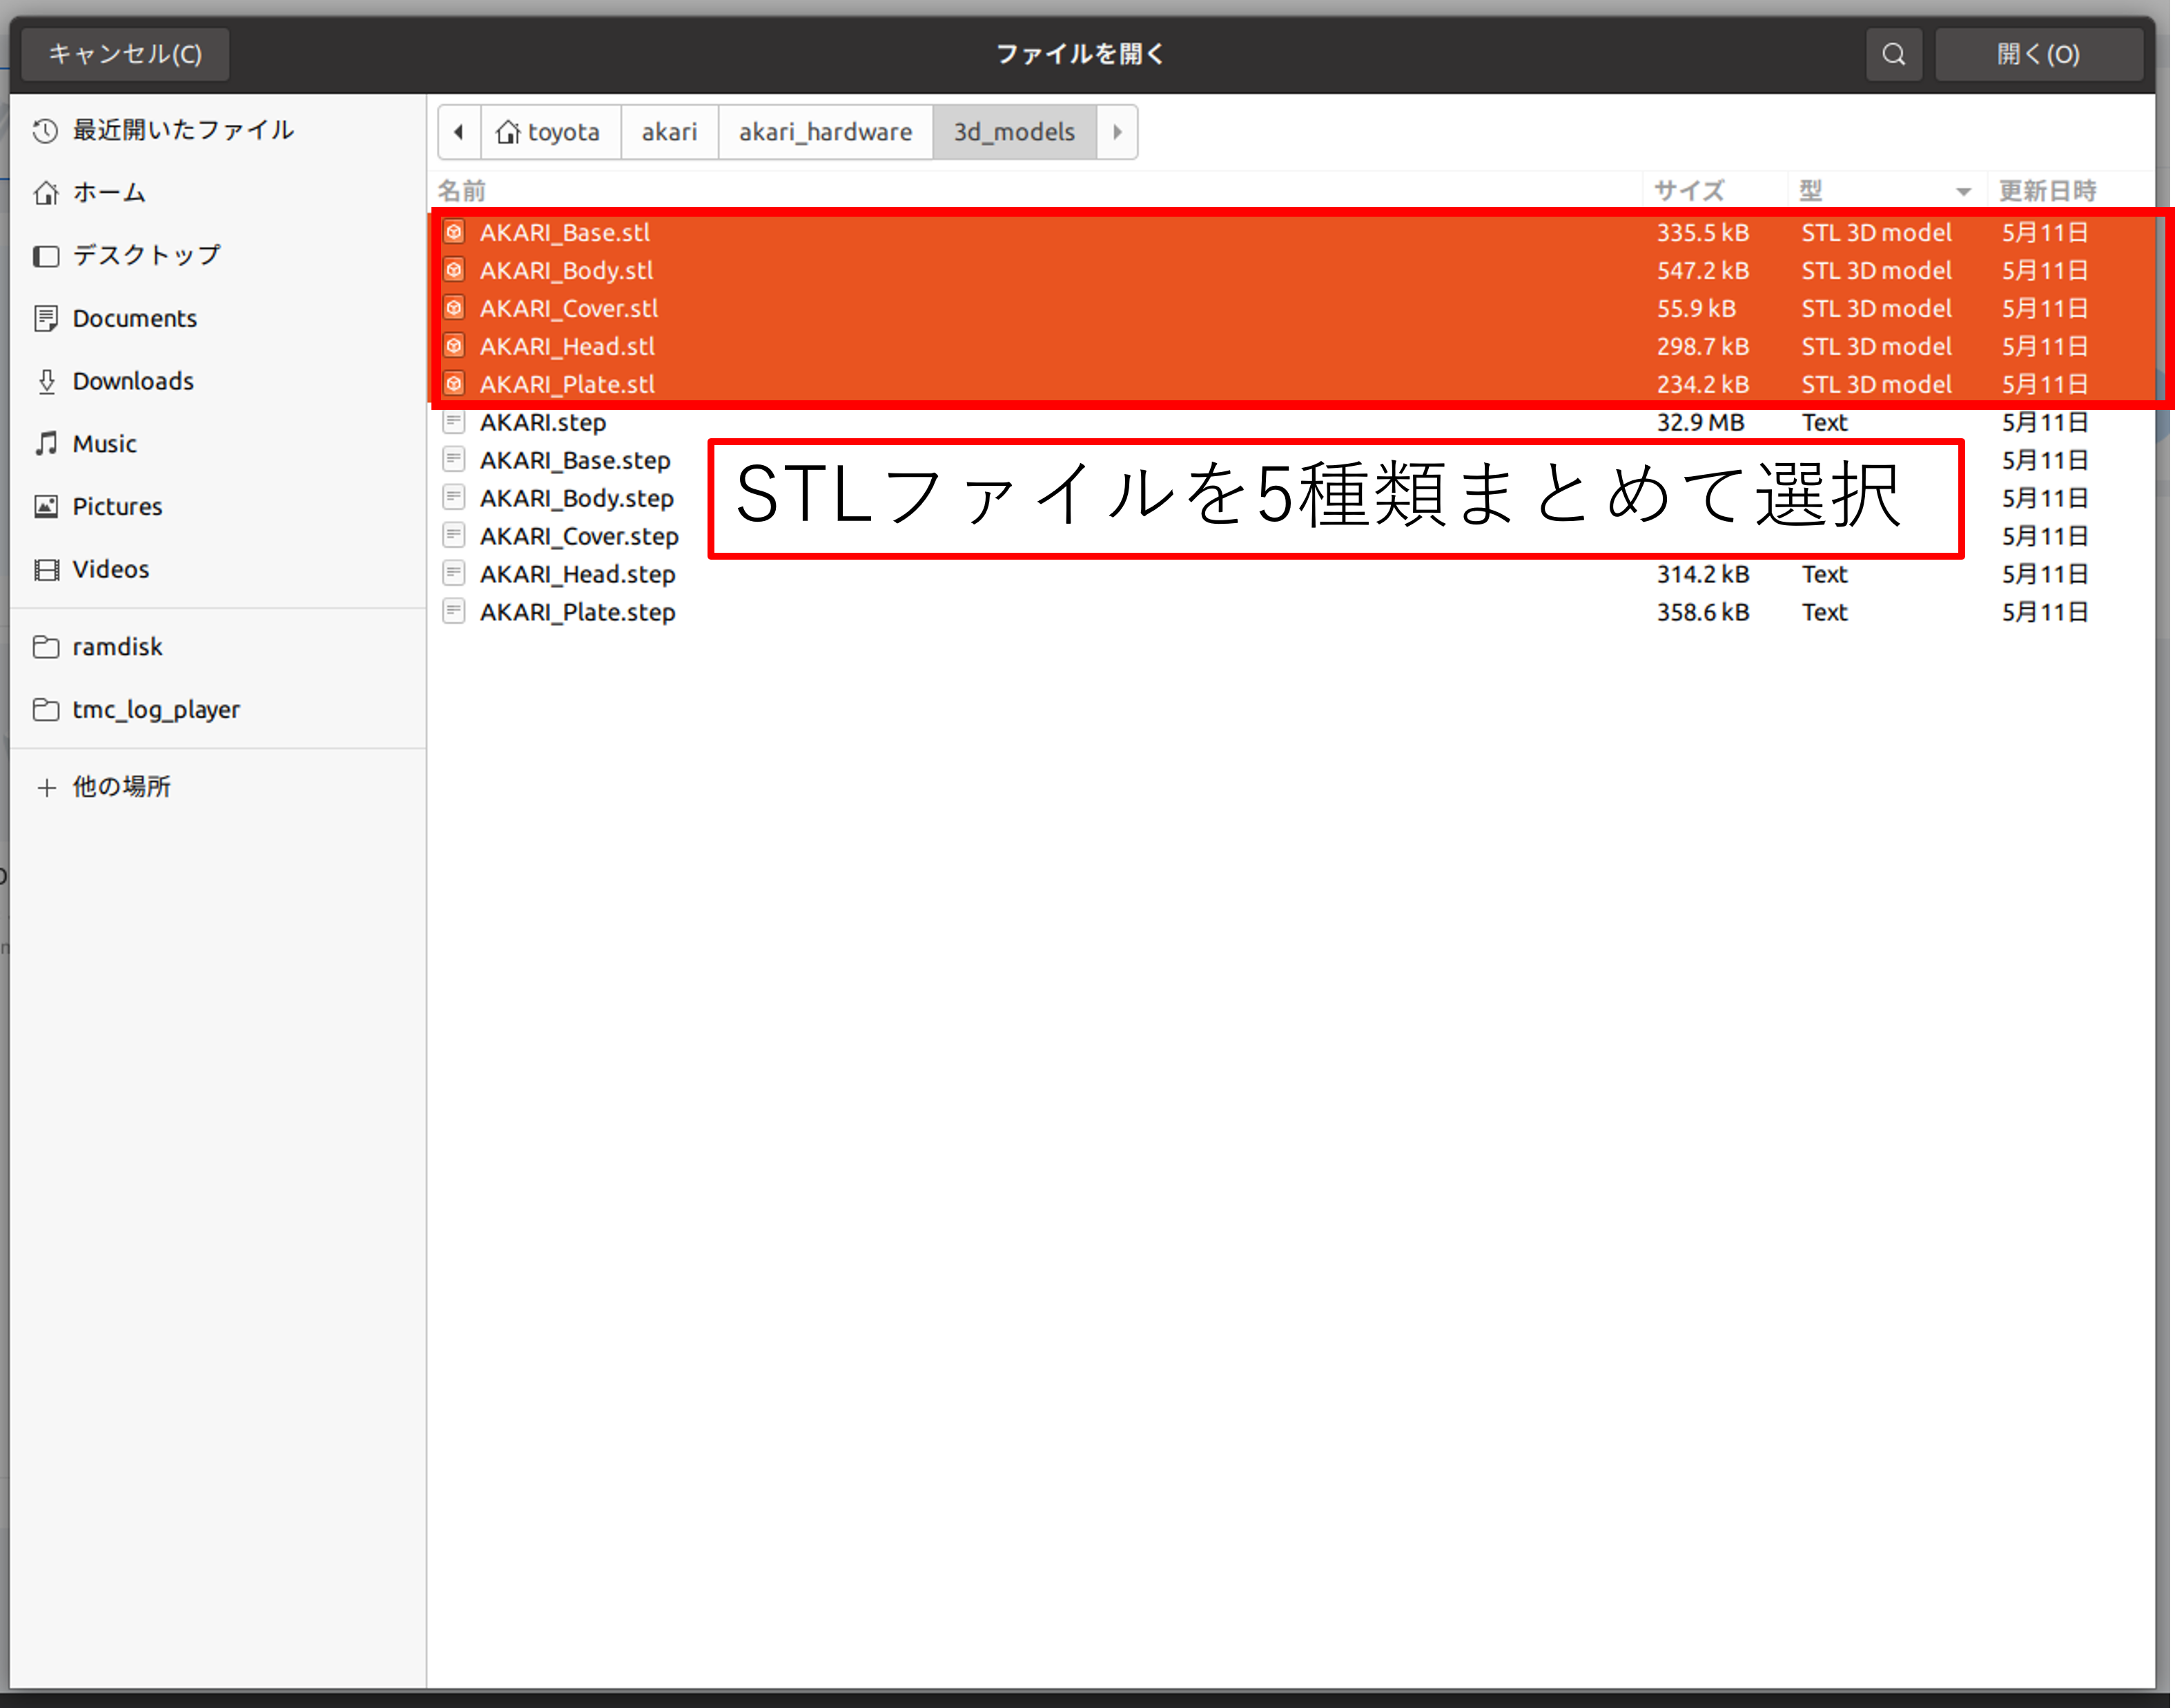 キャンセル(C)
ファイルを開く
開く(O)
最近開いたファイル
ホーム
デスクトップ
Documents
Downloads
Music
Pictures
Videos
ramdisk
tmc_log_player
他の場所
toyota akari akari_hardware 3d_models
名前 サイズ 型 更新日時
AKARI_Base.stl 335.5 kB STL 3D model 5月11日
AKARI_Body.stl 547.2 kB STL 3D model 5月11日
AKARI_Cover.stl 55.9 kB STL 3D model 5月11日
AKARI_Head.stl 298.7 kB STL 3D model 5月11日
AKARI_Plate.stl 234.2 kB STL 3D model 5月11日
AKARI.step 32.9 MB Text 5月11日
AKARI_Base.step 5月11日
AKARI_Body.step 5月11日
AKARI_Cover.step 5月11日
AKARI_Head.step 314.2 kB Text 5月11日
AKARI_Plate.step 358.6 kB Text 5月11日
STLファイルを5種類まとめて選択